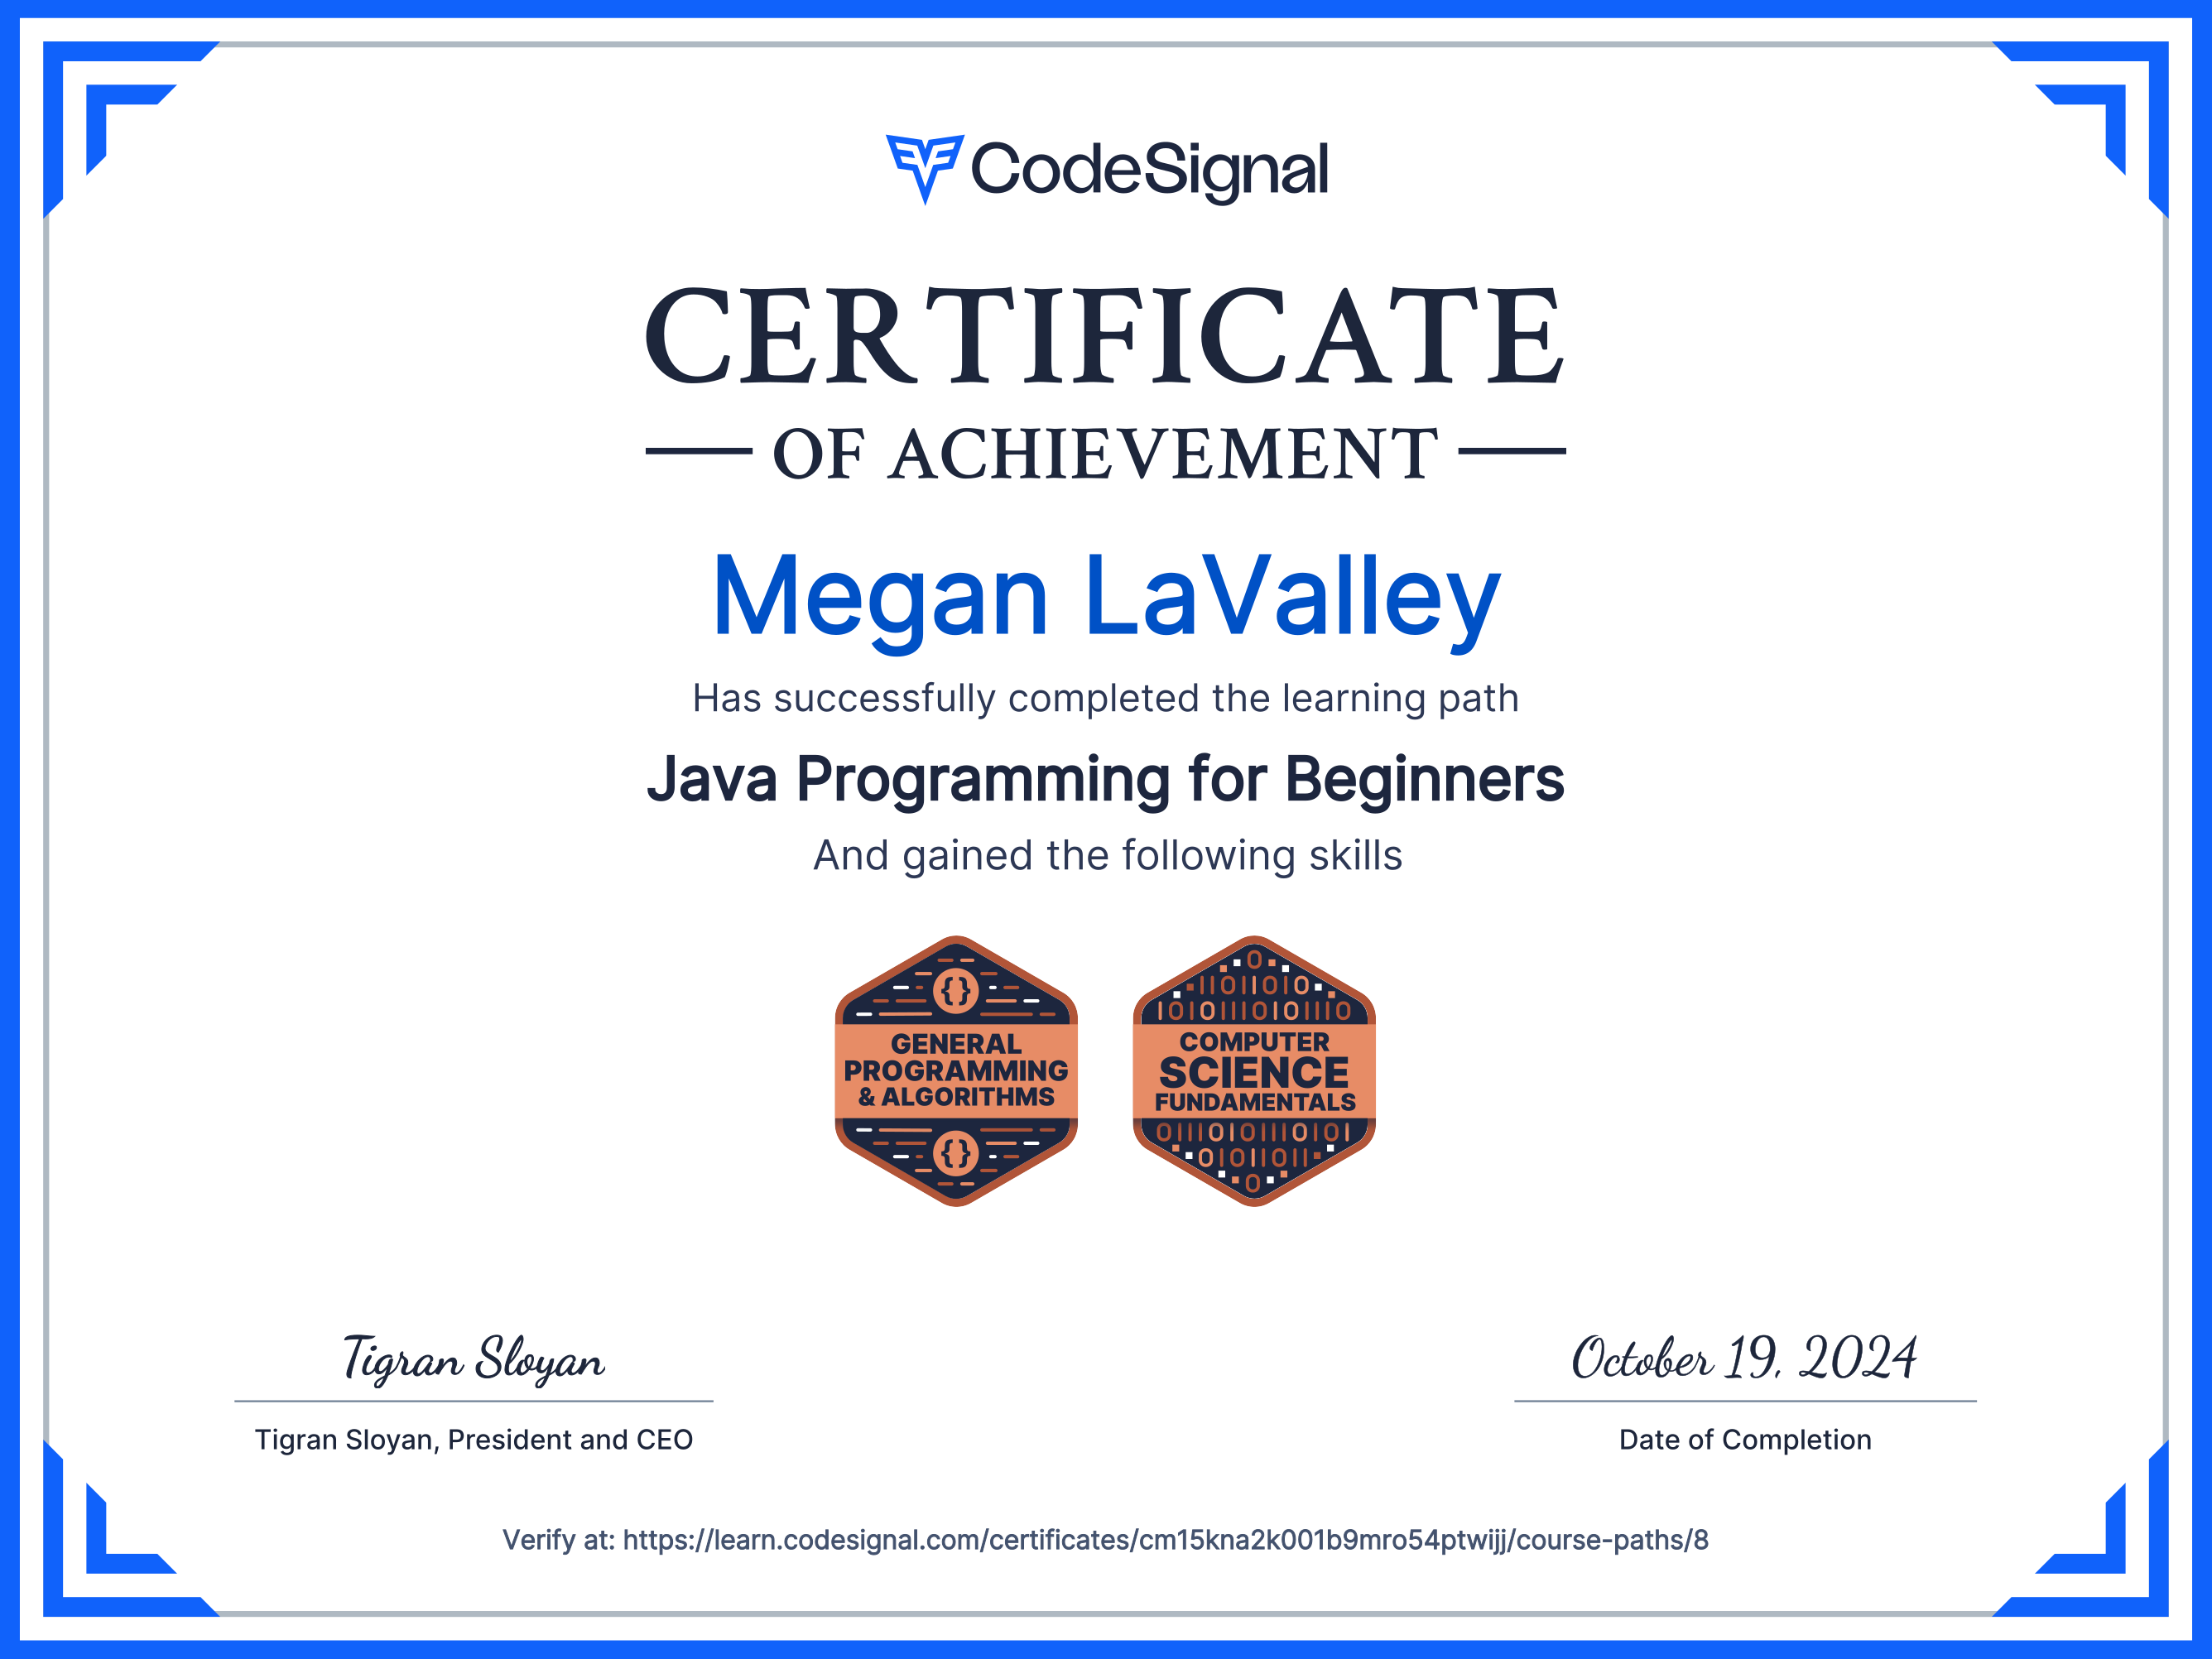 CodeSignal
CERTIFICATE
OF ACHIEVEMENT
Megan LaValley
Has successfully completed the learning path
Java Programming for Beginners
And gained the following skills
{}
GENERAL
PROGRAMMING
& ALGORITHMS
{}
COMPUTER
SCIENCE
FUNDAMENTALS
Tigran Sloyan
Tigran Sloyan, President and CEO
October 19, 2024
Date of Completion
Verify at: https://learn.codesignal.com/certificates/cm15kna2k001b9mro54ptwijj/course-paths/8